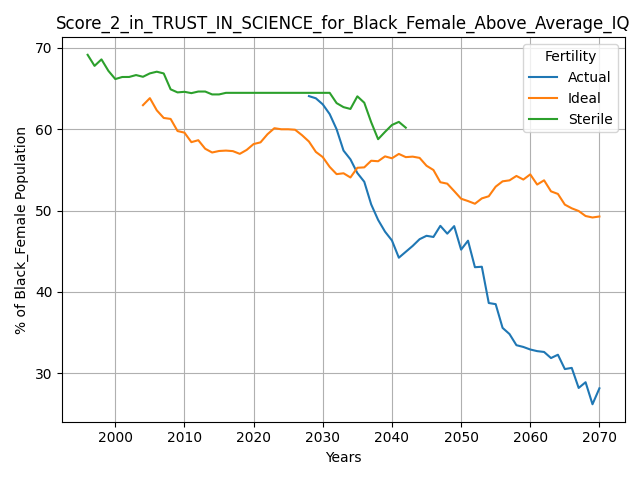 Score_2_in_TRUST_IN_SCIENCE_for_Black_Female_Above_Average_IQ
Fertility
Actual
Ideal
Sterile
% of Black_Female Population
70
60
50
40
30
2000
2010
2020
2030
2040
2050
2060
2070
Years